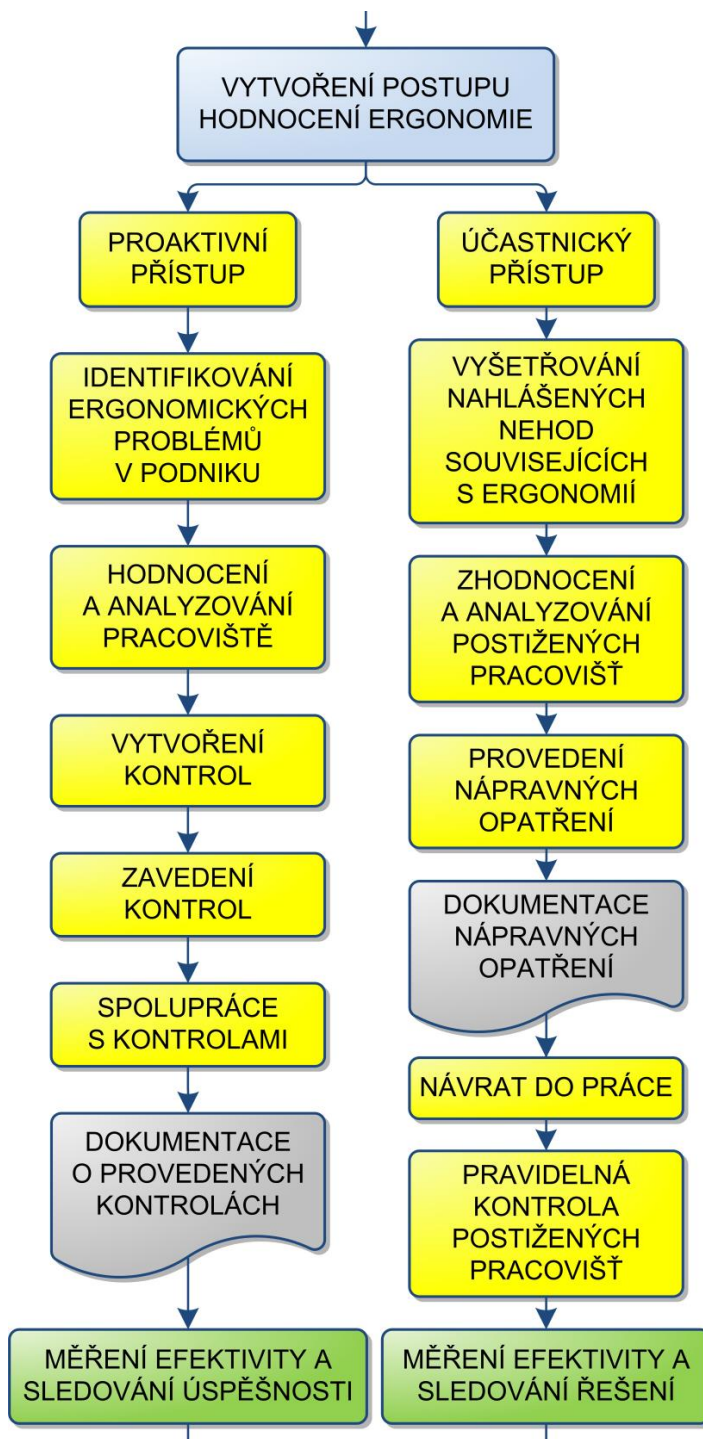 VYTVOŘENÍ POSTUPU
HODNOCENÍ ERGONOMIE
PROAKTIVNÍ
PŘÍSTUP
IDENTIFIKOVÁNÍ
ERGONOMICKÝCH
PROBLÉMŮ
V PODNIKU
HODNOCENÍ
A ANALYZOVÁNÍ
PRACOVIŠTĚ
VYTVOŘENÍ
KONTROL
ZAVEDENÍ
KONTROL
SPOLUPRÁCE
S KONTROLAMI
DOKUMENTACE
O PROVEDENÝCH
KONTROLÁCH
MĚŘENÍ EFEKTIVITY A
SLEDOVÁNÍ ÚSPĚŠNOSTI
ÚČASTNICKÝ
PŘÍSTUP
VYŠETŘOVÁNÍ
NAHLÁŠENÝCH
NEHOD
SOUVISEJÍCÍCH
S ERGONOMIÍ
ZHODNOCENÍ
A ANALYZOVÁNÍ
POSTIŽENÝCH
PRACOVIŠŤ
PROVEDENÍ
NÁPRAVNÝCH
OPATŘENÍ
DOKUMENTACE
NÁPRAVNÝCH
OPATŘENÍ
NÁVRAT DO PRÁCE
PRAVIDELNÁ
KONTROLA
POSTIŽENÝCH
PRACOVIŠŤ
MĚŘENÍ EFEKTIVITY A
SLEDOVÁNÍ ŘEŠENÍ